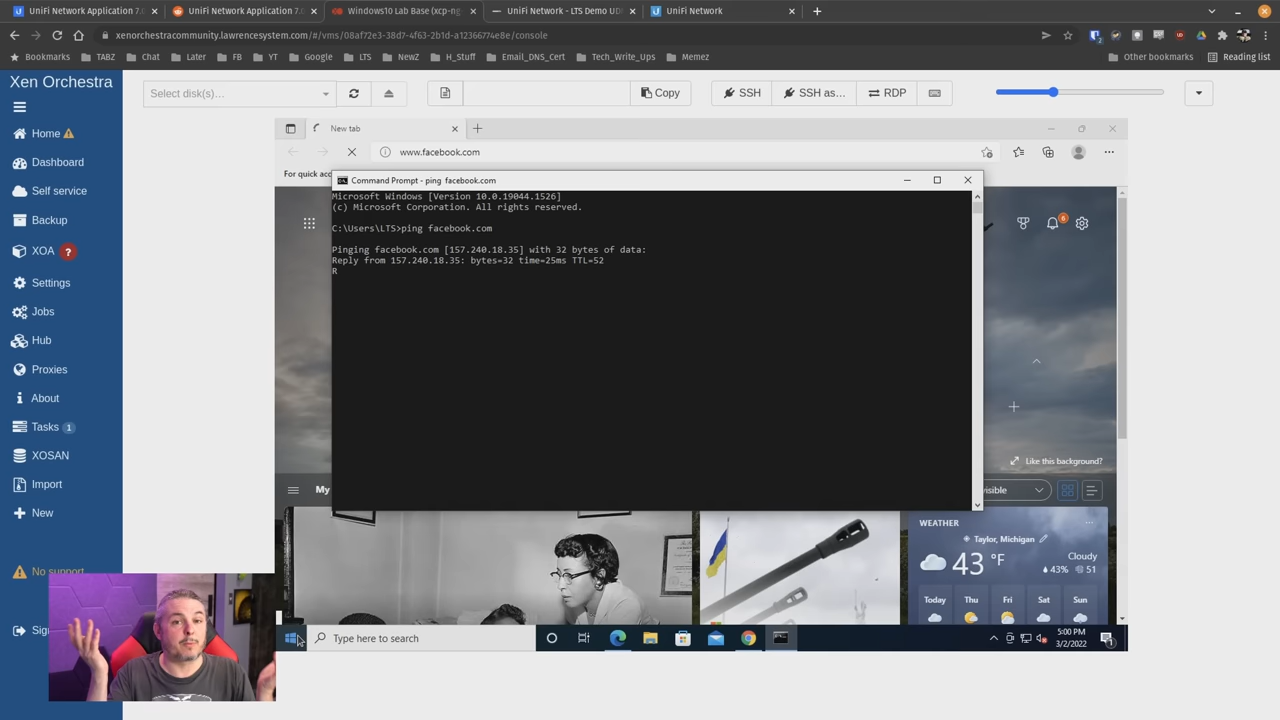 UniFi Network Application 7.0
UniFi Network Application 7.0
Windows10 Lab Base (xcp-ng
UniFi Network - LTS Demo UD
UniFi Network
xenorchestracommunity.lawrencesystem.com/#/vms/08af72e3-38d7-4f63-2b1d-a12366774e8e/console
Bookmarks
TABZ
Chat
Later
FB
YT
Google
LTS
NewZ
H_Stuff
Email_DNS_Cert
Tech_Write_Ups
Memez
Other bookmarks
Reading list
Xen Orchestra
Select disk(s)...
Copy
SSH
SSH as...
RDP
Home
Dashboard
Self service
Backup
XOA ?
Settings
Jobs
Hub
Proxies
About
Tasks 1
XOSAN
Import
New
No support
Sig
New tab
www.facebook.com
For quick acc
Command Prompt - ping facebook.com
Microsoft Windows [Version 10.0.19044.1526]
(c) Microsoft Corporation. All rights reserved.
C:\Users\LTS>ping facebook.com
Pinging facebook.com [157.240.18.35] with 32 bytes of data:
Reply from 157.240.18.35: bytes=32 time=25ms TTL=52
R
6
Like this background?
My
isible
WEATHER
Taylor, Michigan
43 °F
Cloudy
43% 51
Today Thu Fri Sat Sun
Type here to search
5:00 PM
3/2/2022
1